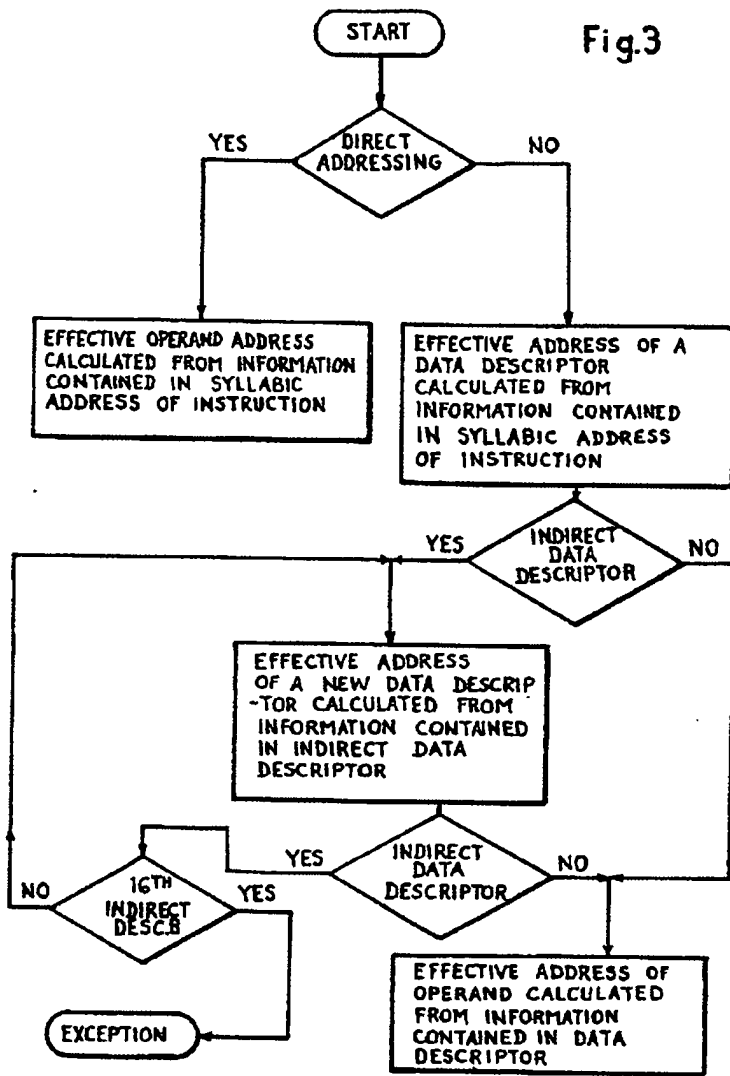 START
Fig.3
DIRECT
ADDRESSING
YES
NO
EFFECTIVE OPERAND ADDRESS
CALCULATED FROM INFORMATION
CONTAINED IN SYLLABIC
ADDRESS OF INSTRUCTION
EFFECTIVE ADDRESS OF A
DATA DESCRIPTOR
CALCULATED FROM
INFORMATION CONTAINED
IN SYLLABIC ADDRESS
OF INSTRUCTION
YES
INDIRECT
DATA
DESCRIPTOR
NO
EFFECTIVE ADDRESS
OF A NEW DATA DESCRIP
-TOR CALCULATED FROM
INFORMATION CONTAINED
IN INDIRECT DATA
DESCRIPTOR
YES
INDIRECT
DATA
DESCRIPTOR
NO
NO
16TH
INDIRECT
DESC.B
YES
EXCEPTION
EFFECTIVE ADDRESS OF
OPERAND CALCULATED
FROM INFORMATION
CONTAINED IN DATA
DESCRIPTOR